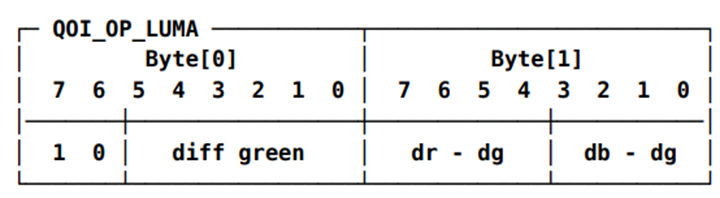 QOI_OP_LUMA
Byte[0] Byte[1]
7 6 5 4 3 2 1 0 7 6 5 4 3 2 1 0
1 0 diff green dr - dg db - dg